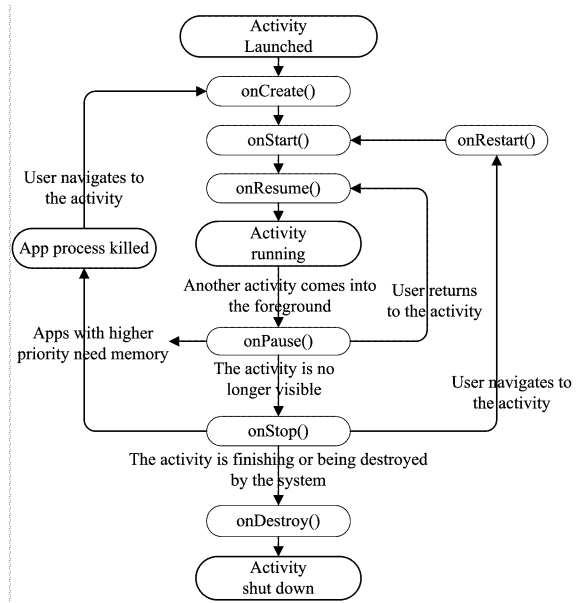 Activity
Launched
onCreate()
onStart()
onRestart()
onResume()
User navigates to
the activity
Activity
running
App process killed
Another activity comes into
the foreground
User returns
to the activity
Apps with higher
priority need memory
onPause()
The activity is no
longer visible
User navigates to
the activity
onStop()
The activity is finishing or being destroyed
by the system
onDestroy()
Activity
shut down